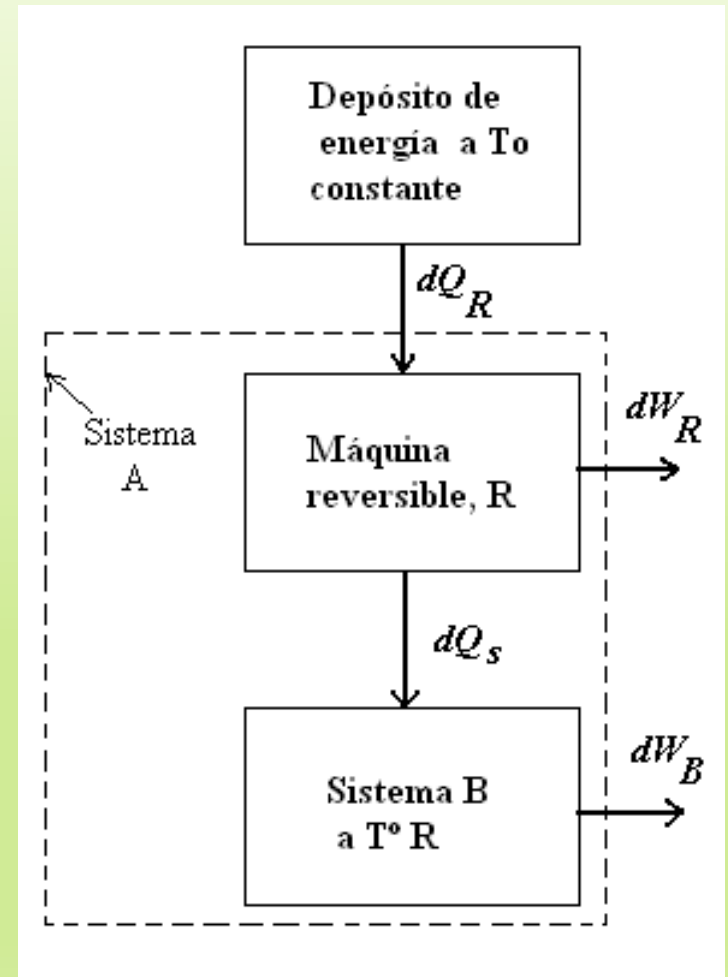 Depósito de
energía a To
constante
dQ_R
Sistema
A
Máquina
reversible, R
dW_R
dQ_s
Sistema B
a Tº R
dW_B